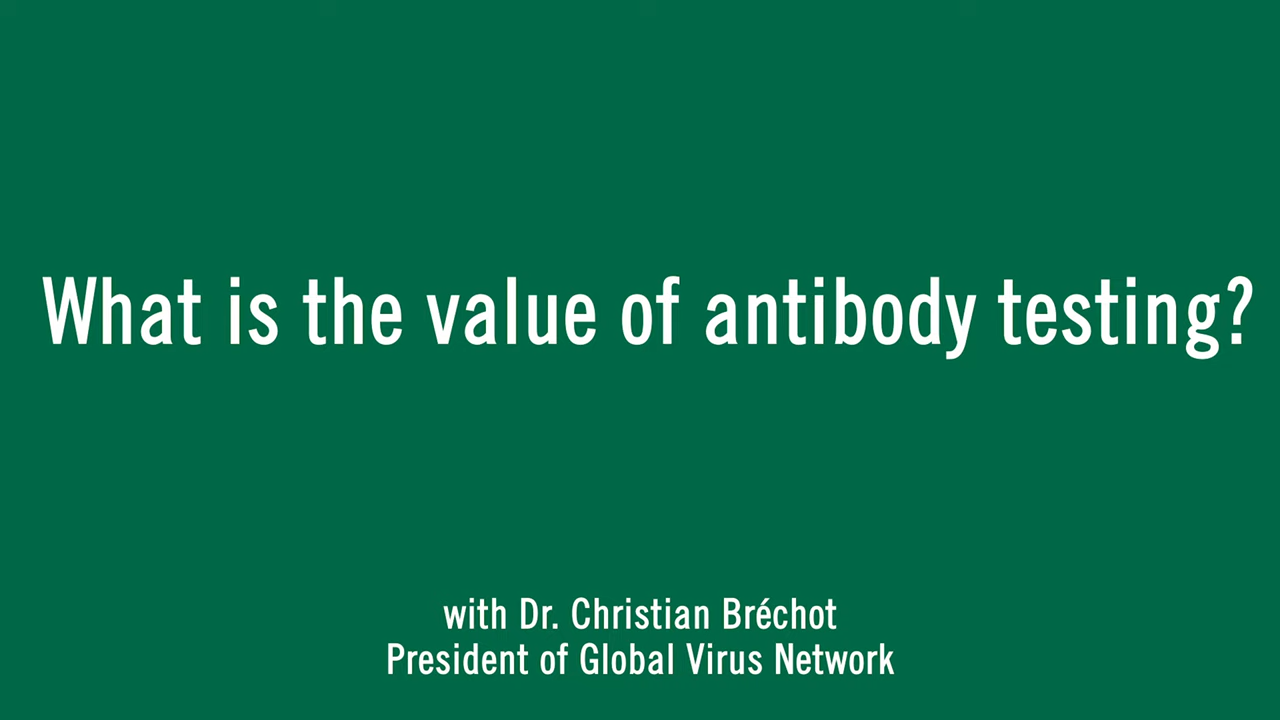 What is the value of antibody testing?
with Dr. Christian Bréchot
President of Global Virus Network